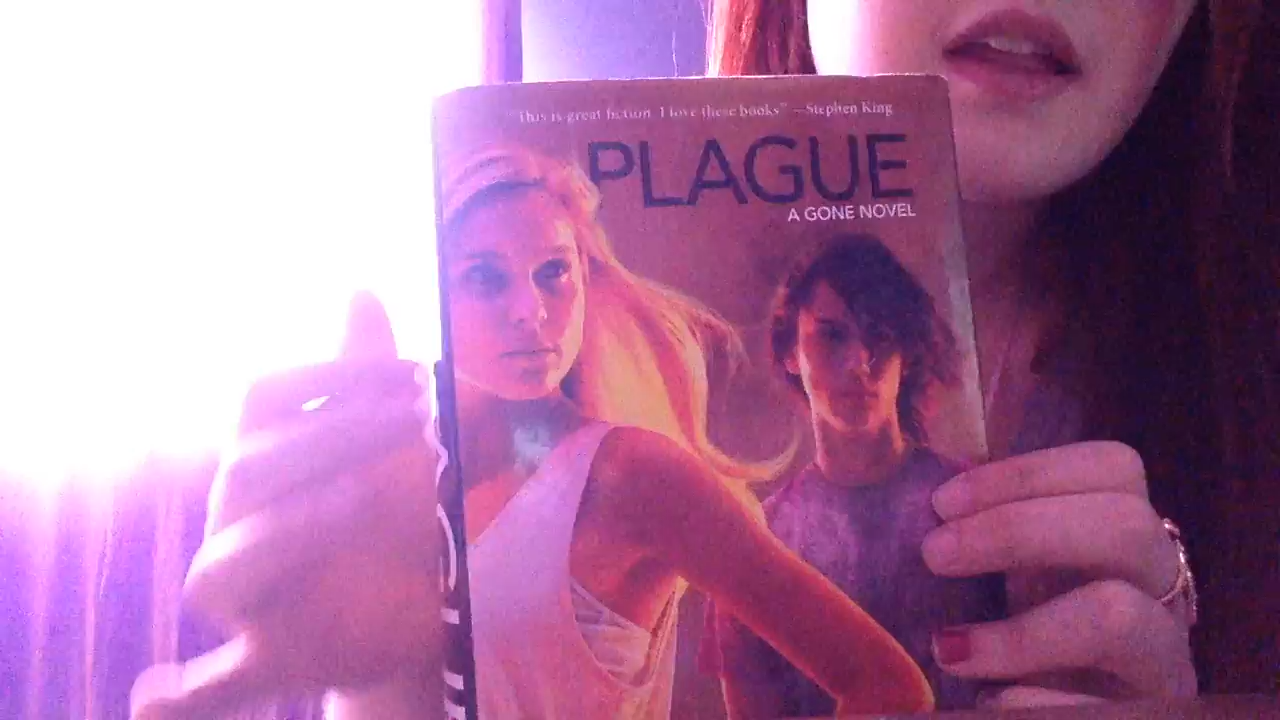 "This is great fiction. I love these books" —Stephen King
PLAGUE
A GONE NOVEL